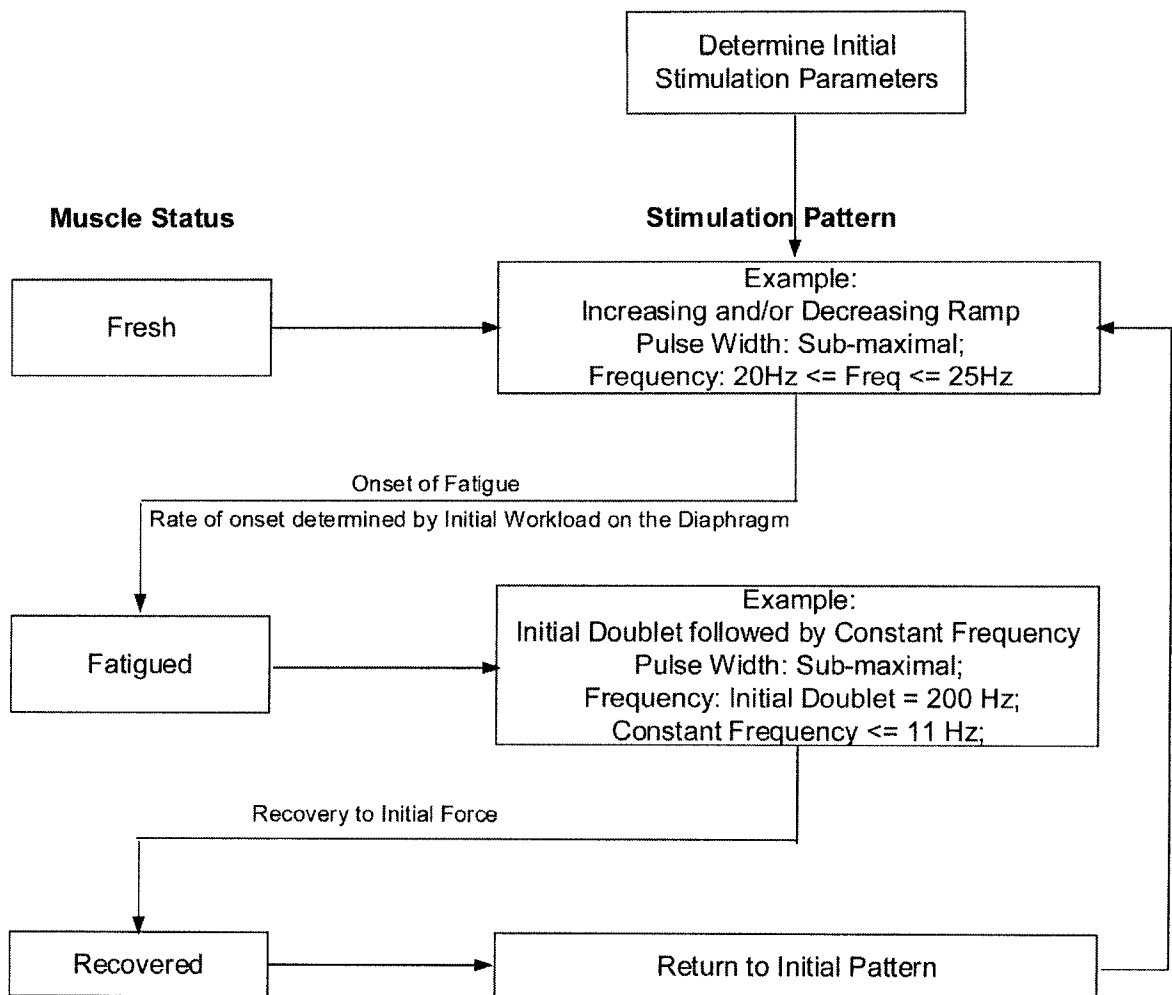 Determine Initial
Stimulation Parameters
Muscle Status
Stimulation Pattern
Fresh
Example:
Increasing and/or Decreasing Ramp
Pulse Width: Sub-maximal;
Frequency: 20Hz <= Freq <= 25Hz
Onset of Fatigue
Rate of onset determined by Initial Workload on the Diaphragm
Fatigued
Example:
Initial Doublet followed by Constant Frequency
Pulse Width: Sub-maximal;
Frequency: Initial Doublet = 200 Hz;
Constant Frequency <= 11 Hz;
Recovery to Initial Force
Recovered
Return to Initial Pattern